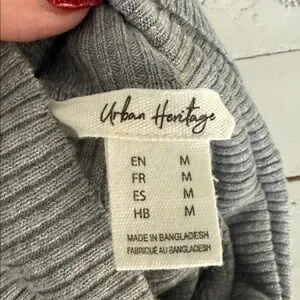 Urban Heritage
EN M
FR M
ES M
HB M
MADE IN BANGLADESH
FABRIQUÉ AU BANGLADESH